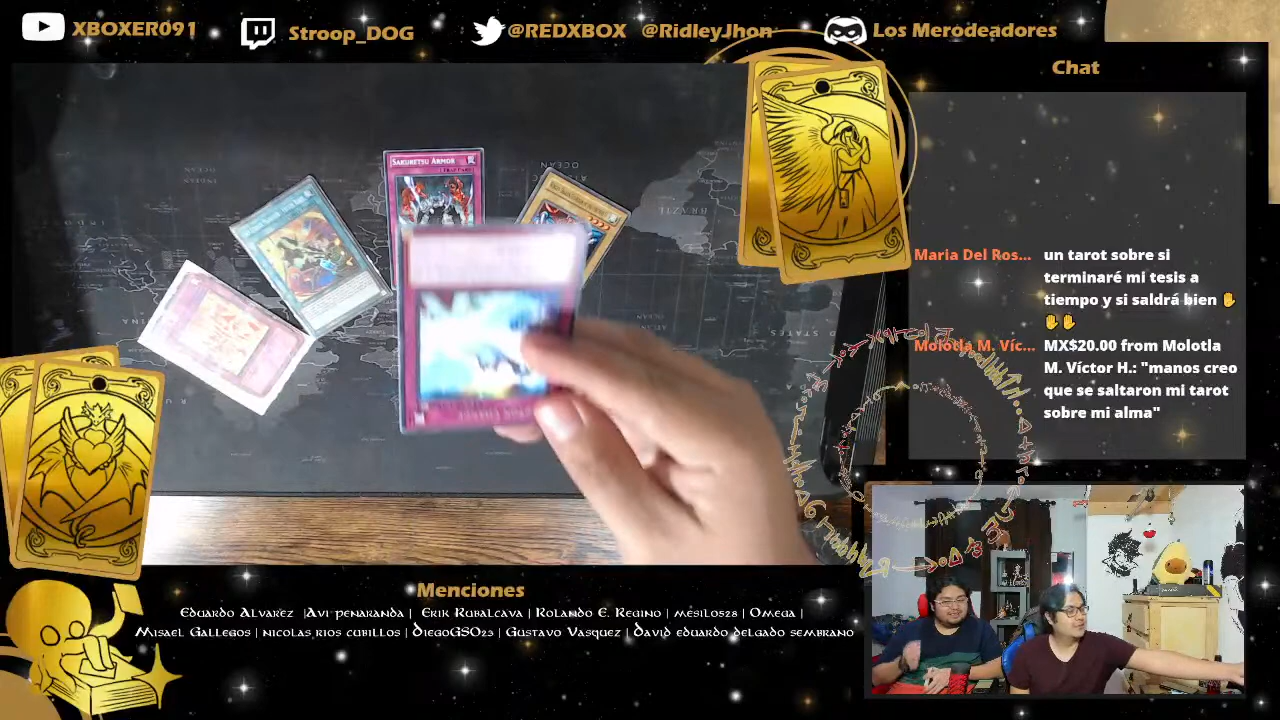 XBOXER091
Stroop_DOG
@REDXBOX @RidleyJhon
Los Merodeadores
Chat
Sakuretsu Armor
Maria Del Ros... un tarot sobre si
terminaré mi tesis a
tiempo y si saldrá bien ✋
✋✋
Molotla M. Víc... MX$20.00 from Molotla
M. Víctor H.: "manos creo
que se saltaron mi tarot
sobre mi alma"
Menciones
Eduardo Alvarez | Avi penaranda | Erik Rubalcava | Rolando E. Regino | mesilos28 | Omega |
Misael Gallegos | nicolas rios cubillos | DiegoGSO23 | Gustavo Vasquez | David eduardo delgado sembrano